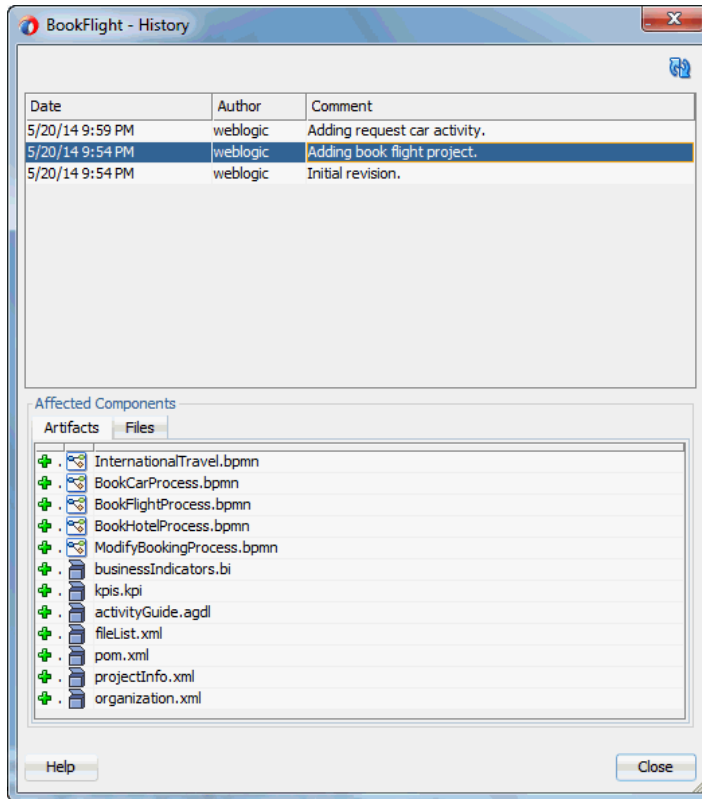 BookFlight - History
Date Author Comment
5/20/14 9:59 PM weblogic Adding request car activity.
5/20/14 9:54 PM weblogic Adding book flight project.
5/20/14 9:54 PM weblogic Initial revision.
Affected Components
Artifacts Files
InternationalTravel.bpmn
BookCarProcess.bpmn
BookFlightProcess.bpmn
BookHotelProcess.bpmn
ModifyBookingProcess.bpmn
businessIndicators.bi
kpis.kpi
activityGuide.agdl
fileList.xml
pom.xml
projectInfo.xml
organization.xml
Help Close